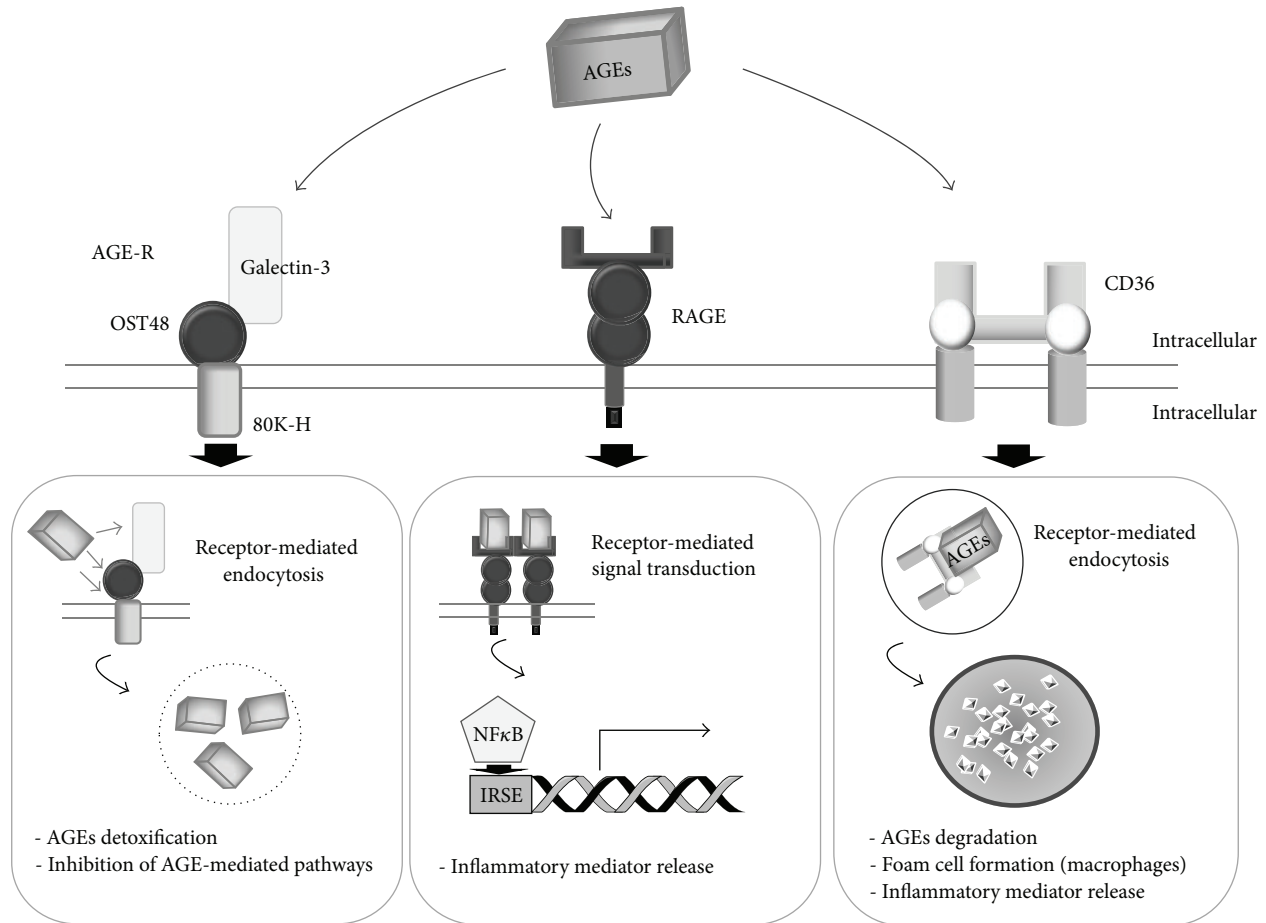 AGEs
AGE-R
Galectin-3
OST48
80K-H
RAGE
CD36
Intracellular
Intracellular
Receptor-mediated
endocytosis
- AGEs detoxification
- Inhibition of AGE-mediated pathways
Receptor-mediated
signal transduction
NFκB
IRSE
- Inflammatory mediator release
AGEs
Receptor-mediated
endocytosis
- AGEs degradation
- Foam cell formation (macrophages)
- Inflammatory mediator release